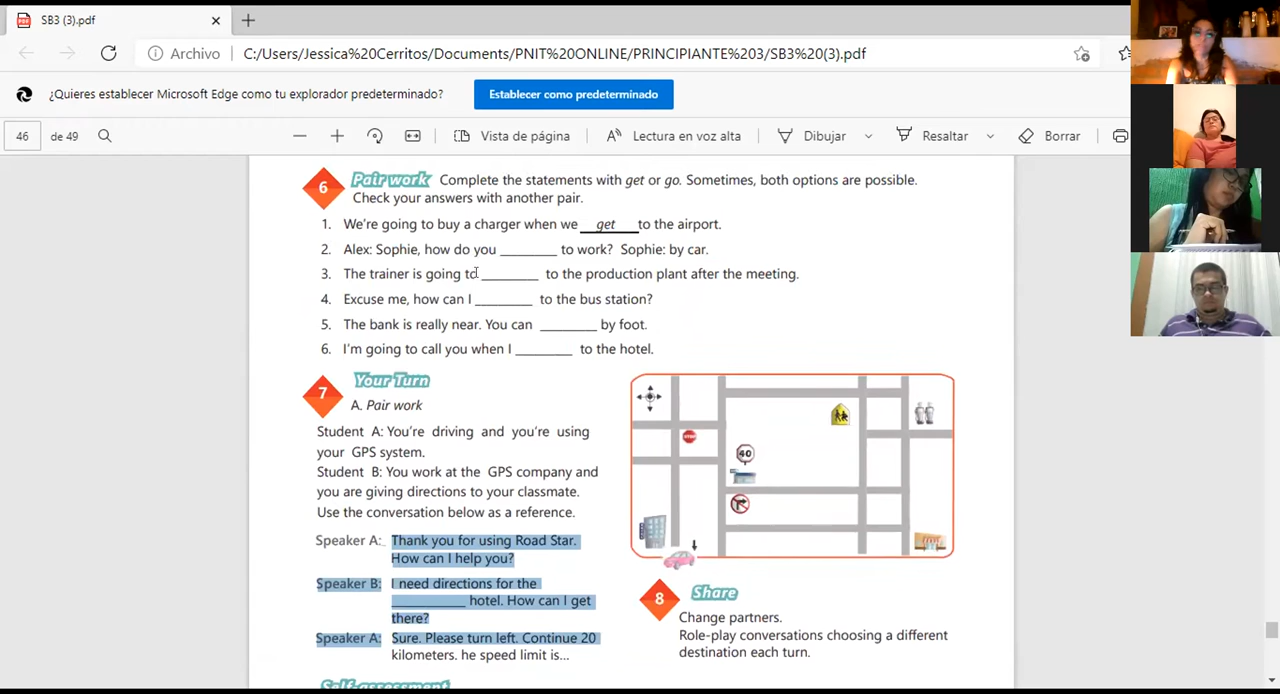 SB3 (3).pdf
Archivo C:/Users/Jessica%20Cerritos/Documents/PNIT%20ONLINE/PRINCIPIANTE%203/SB3%20(3).pdf
¿Quieres establecer Microsoft Edge como tu explorador predeterminado? Establecer como predeterminado
46 de 49 Vista de página Lectura en voz alta Dibujar Resaltar Borrar
6 Pair work Complete the statements with get or go. Sometimes, both options are possible.
Check your answers with another pair.
1. We're going to buy a charger when we __get__ to the airport.
2. Alex: Sophie, how do you ________ to work? Sophie: by car.
3. The trainer is going to ________ to the production plant after the meeting.
4. Excuse me, how can I ________ to the bus station?
5. The bank is really near. You can ________ by foot.
6. I'm going to call you when I ________ to the hotel.
7 Your Turn
A. Pair work
Student A: You're driving and you're using
your GPS system.
Student B: You work at the GPS company and
you are giving directions to your classmate.
Use the conversation below as a reference.
Speaker A: Thank you for using Road Star.
How can I help you?
Speaker B: I need directions for the
__________ hotel. How can I get
there?
Speaker A: Sure. Please turn left. Continue 20
kilometers. he speed limit is...
STOP
40
8 Share
Change partners.
Role-play conversations choosing a different
destination each turn.
Self-assessment